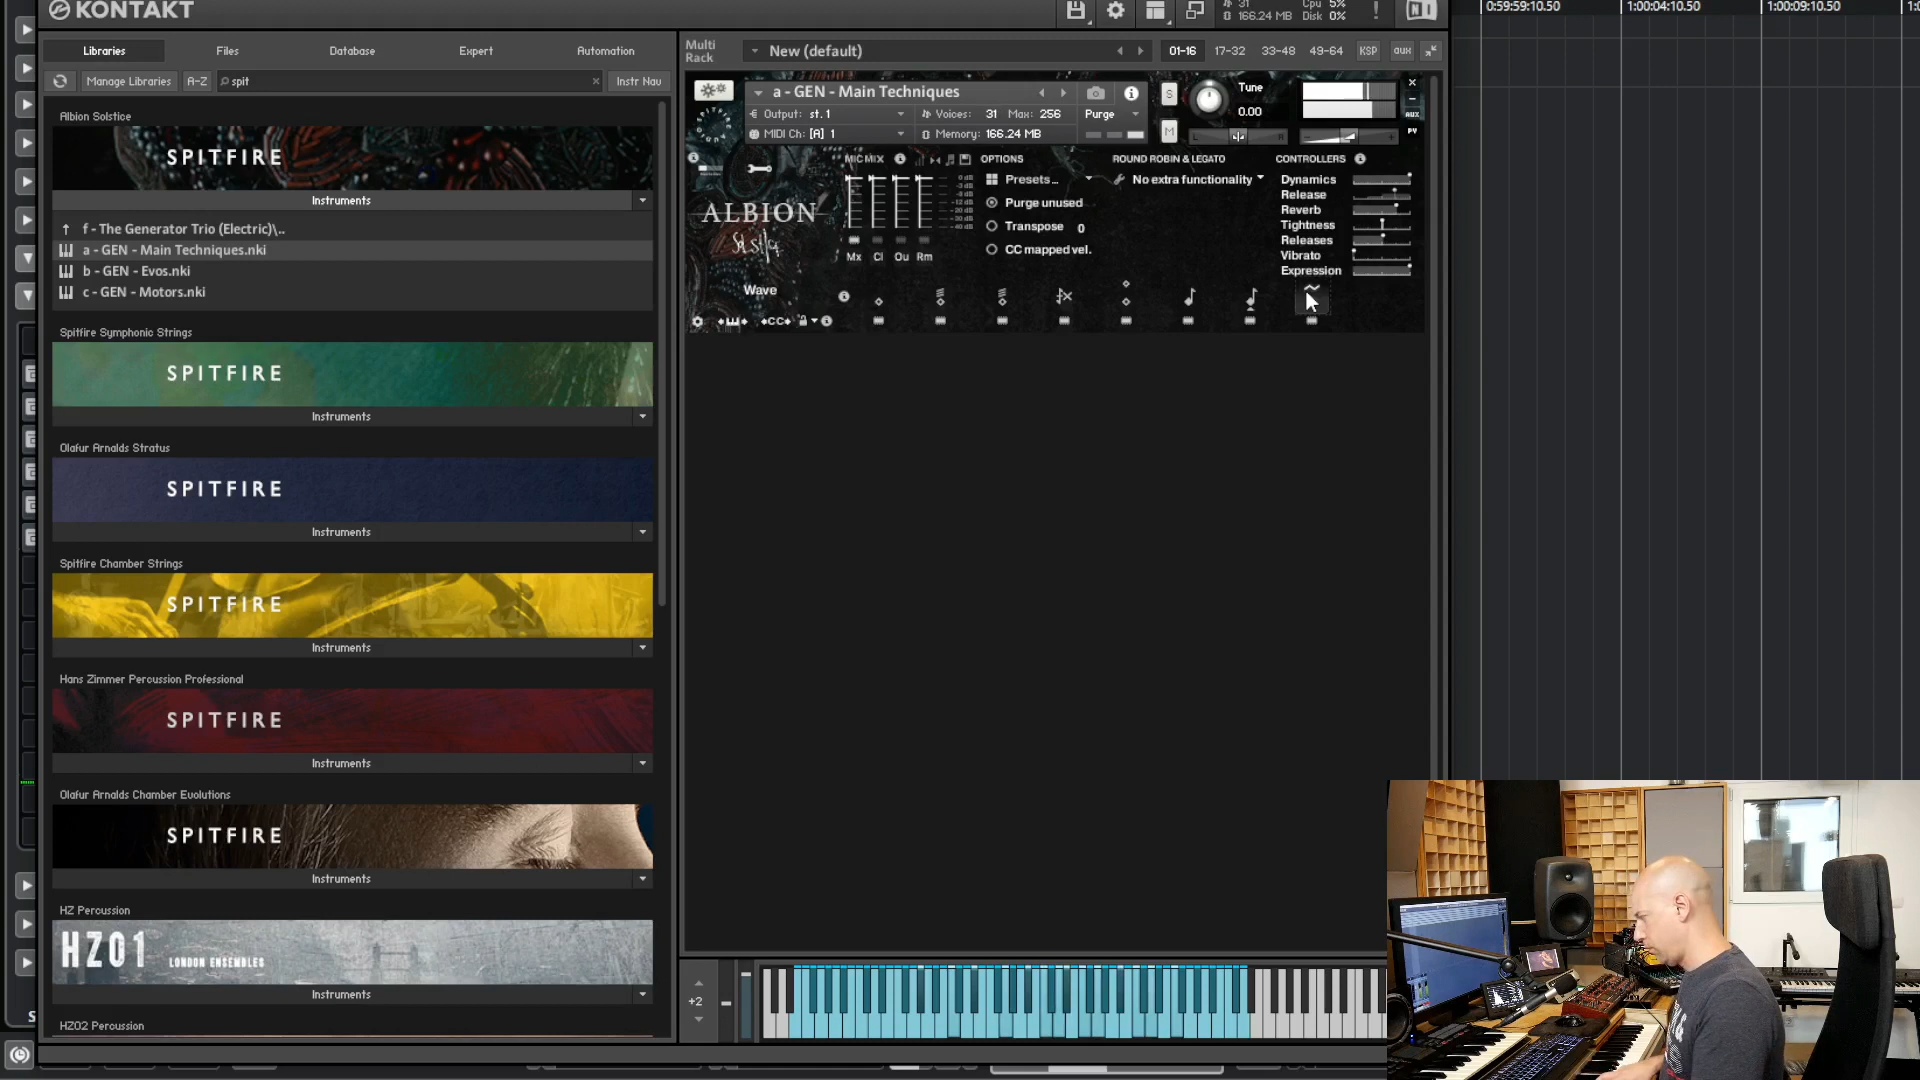 KONTAKT
31
166.24 MB
Cpu 5%
Disk 0%
0:59:59:10.50
1:00:04:10.50
1:00:09:10.50
Libraries
Files
Database
Expert
Automation
Manage Libraries
A-Z
spit
Instr Nav
Albion Solstice
SPITFIRE
Instruments
f - The Generator Trio (Electric)\..
a - GEN - Main Techniques.nki
b - GEN - Evos.nki
c - GEN - Motors.nki
Spitfire Symphonic Strings
SPITFIRE
Instruments
Olafur Arnalds Stratus
SPITFIRE
Instruments
Spitfire Chamber Strings
SPITFIRE
Instruments
Hans Zimmer Percussion Professional
SPITFIRE
Instruments
Olafur Arnalds Chamber Evolutions
SPITFIRE
Instruments
HZ Percussion
HZ01 LONDON ENSEMBLES
Instruments
HZ02 Percussion
Multi
Rack
New (default)
01-16
17-32
33-48
49-64
KSP
aux
a - GEN - Main Techniques
Output: st. 1
Voices: 31 Max: 256
Purge
MIDI Ch: [A] 1
Memory: 166.24 MB
S
M
Tune
0.00
L
R
AUX
PV
MIC MIX
OPTIONS
ROUND ROBIN & LEGATO
CONTROLLERS
Presets...
Purge unused
Transpose 0
CC mapped vel.
No extra functionality
Dynamics
Release
Reverb
Tightness
Releases
Vibrato
Expression
0 dB
Mx
Cl
Ou
Rm
ALBION
Solstice
Wave
CC
+2